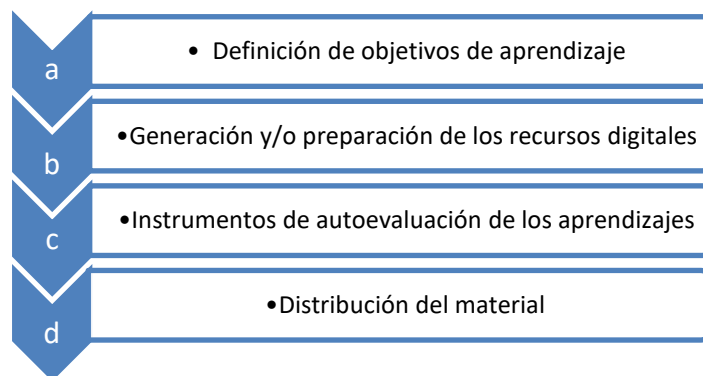 a
• Definición de objetivos de aprendizaje
b
•Generación y/o preparación de los recursos digitales
c
•Instrumentos de autoevaluación de los aprendizajes
d
•Distribución del material